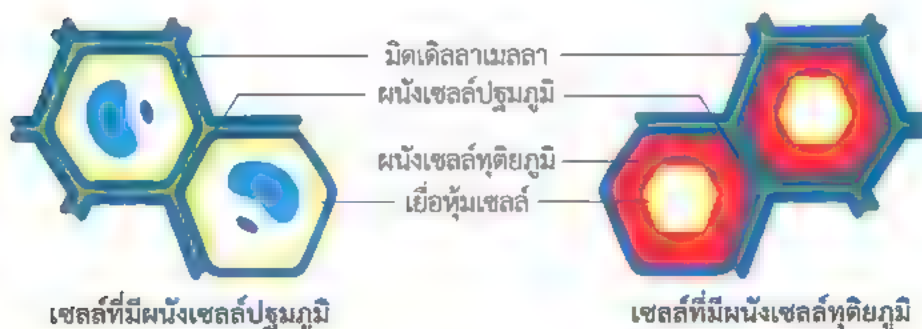 มิดเดิลลาเมลลา
ผนังเซลล์ปฐมภูมิ
ผนังเซลล์ทุติยภูมิ
เยื่อหุ้มเซลล์
เซลล์ที่มีผนังเซลล์ปฐมภูมิ
เซลล์ที่มีผนังเซลล์ทุติยภูมิ